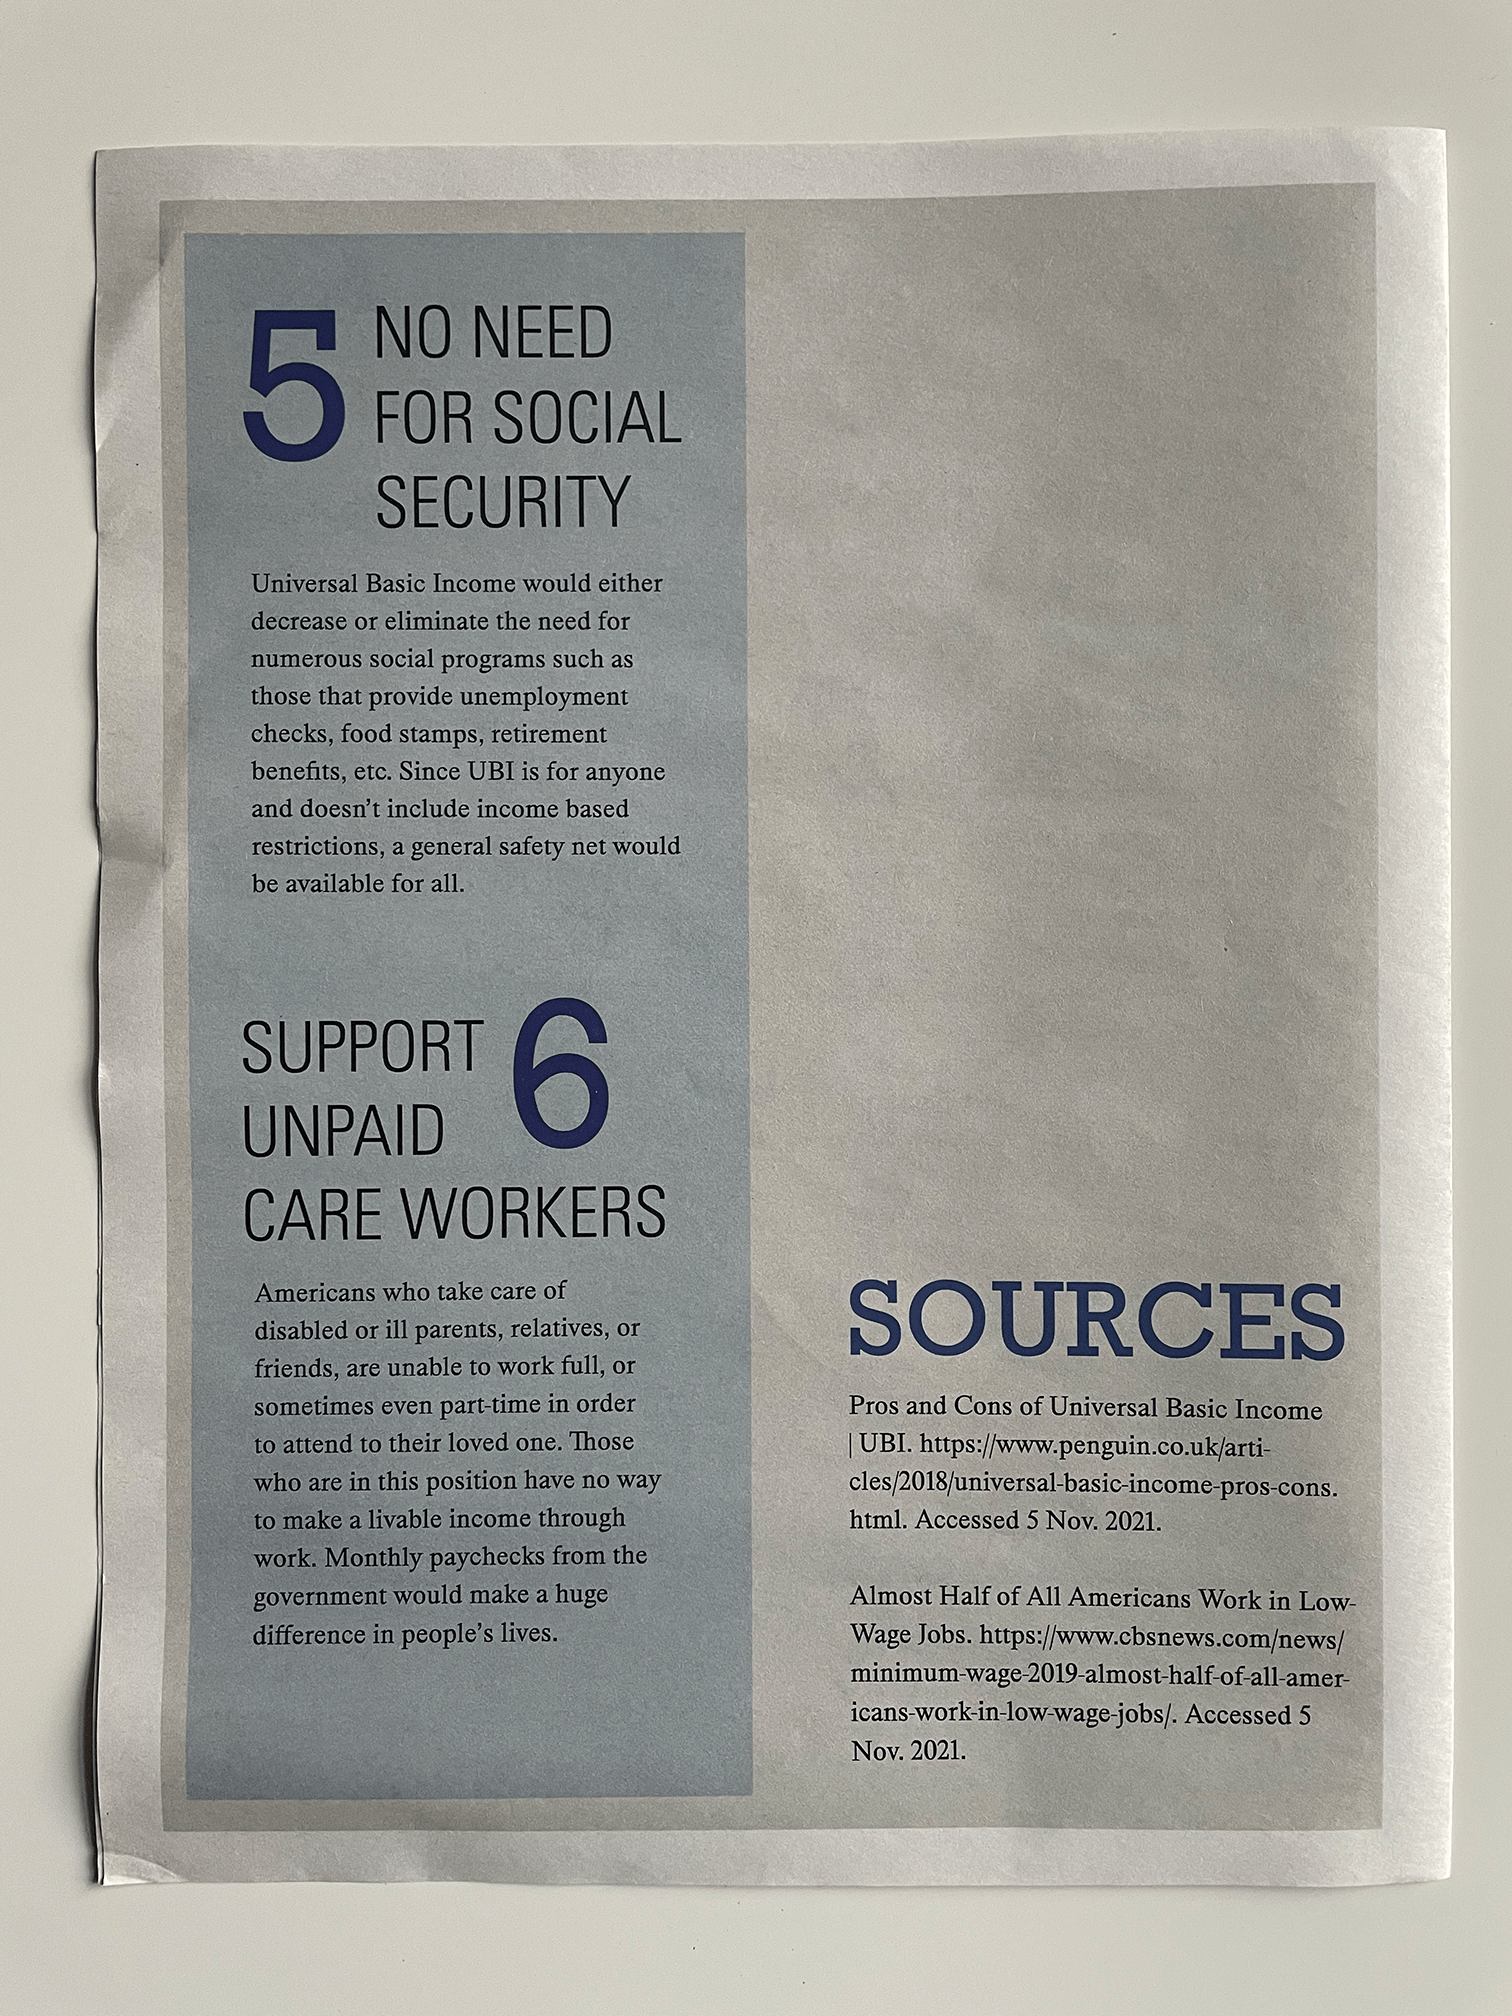 5
NO NEED
FOR SOCIAL
SECURITY
Universal Basic Income would either
decrease or eliminate the need for
numerous social programs such as
those that provide unemployment
checks, food stamps, retirement
benefits, etc. Since UBI is for anyone
and doesn't include income based
restrictions, a general safety net would
be available for all.
SUPPORT
UNPAID
CARE WORKERS
6
Americans who take care of
disabled or ill parents, relatives, or
friends, are unable to work full, or
sometimes even part-time in order
to attend to their loved one. Those
who are in this position have no way
to make a livable income through
work. Monthly paychecks from the
government would make a huge
difference in people's lives.
SOURCES
Pros and Cons of Universal Basic Income
| UBI. https://www.penguin.co.uk/arti-
cles/2018/universal-basic-income-pros-cons.
html. Accessed 5 Nov. 2021.
Almost Half of All Americans Work in Low-
Wage Jobs. https://www.cbsnews.com/news/
minimum-wage-2019-almost-half-of-all-amer-
icans-work-in-low-wage-jobs/. Accessed 5
Nov. 2021.